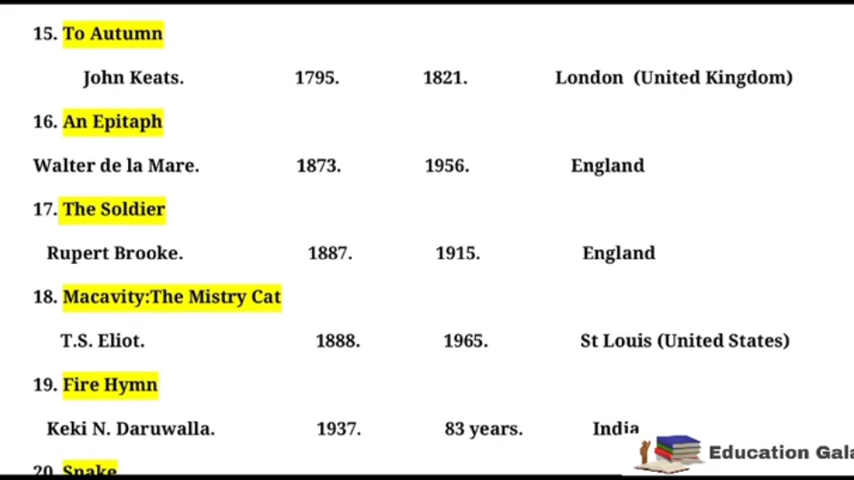 15. To Autumn
John Keats. 1795. 1821. London (United Kingdom)
16. An Epitaph
Walter de la Mare. 1873. 1956. England
17. The Soldier
Rupert Brooke. 1887. 1915. England
18. Macavity:The Mistry Cat
T.S. Eliot. 1888. 1965. St Louis (United States)
19. Fire Hymn
Keki N. Daruwalla. 1937. 83 years. India
20. Snake
Education Gala